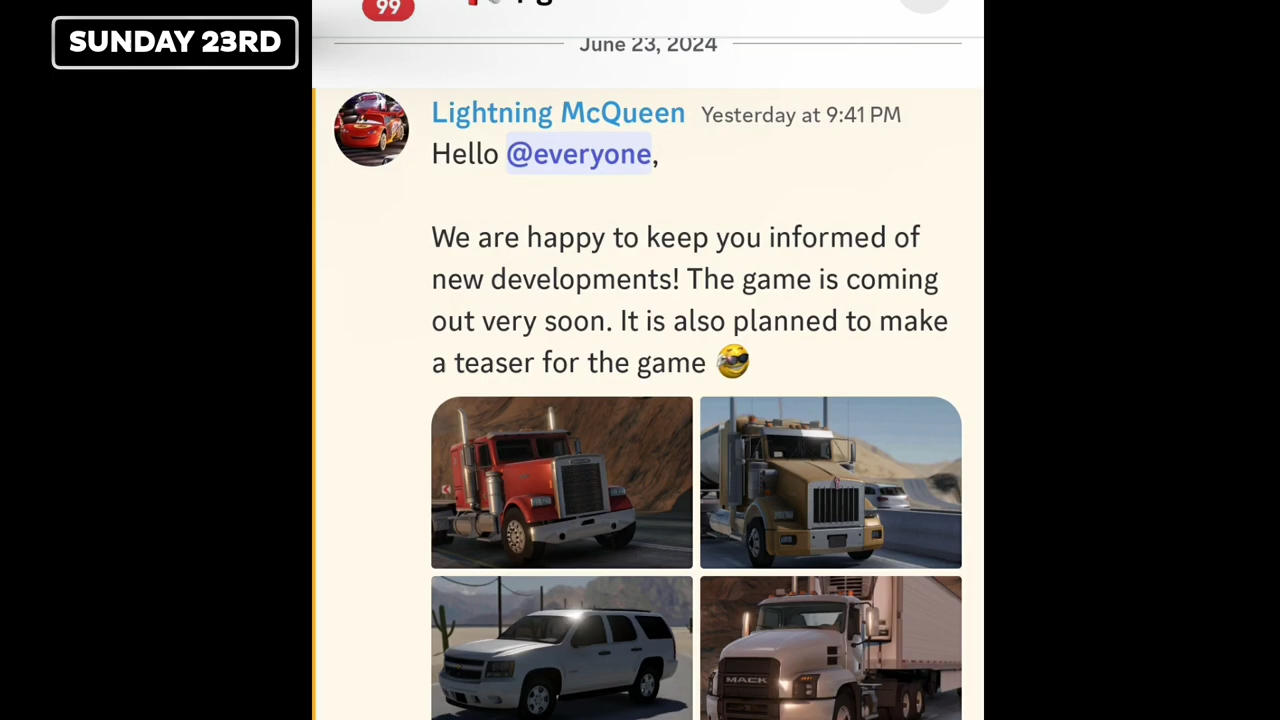 SUNDAY 23RD
99
June 23, 2024
Lightning McQueen Yesterday at 9:41 PM
Hello @everyone,
We are happy to keep you informed of
new developments! The game is coming
out very soon. It is also planned to make
a teaser for the game
MACK